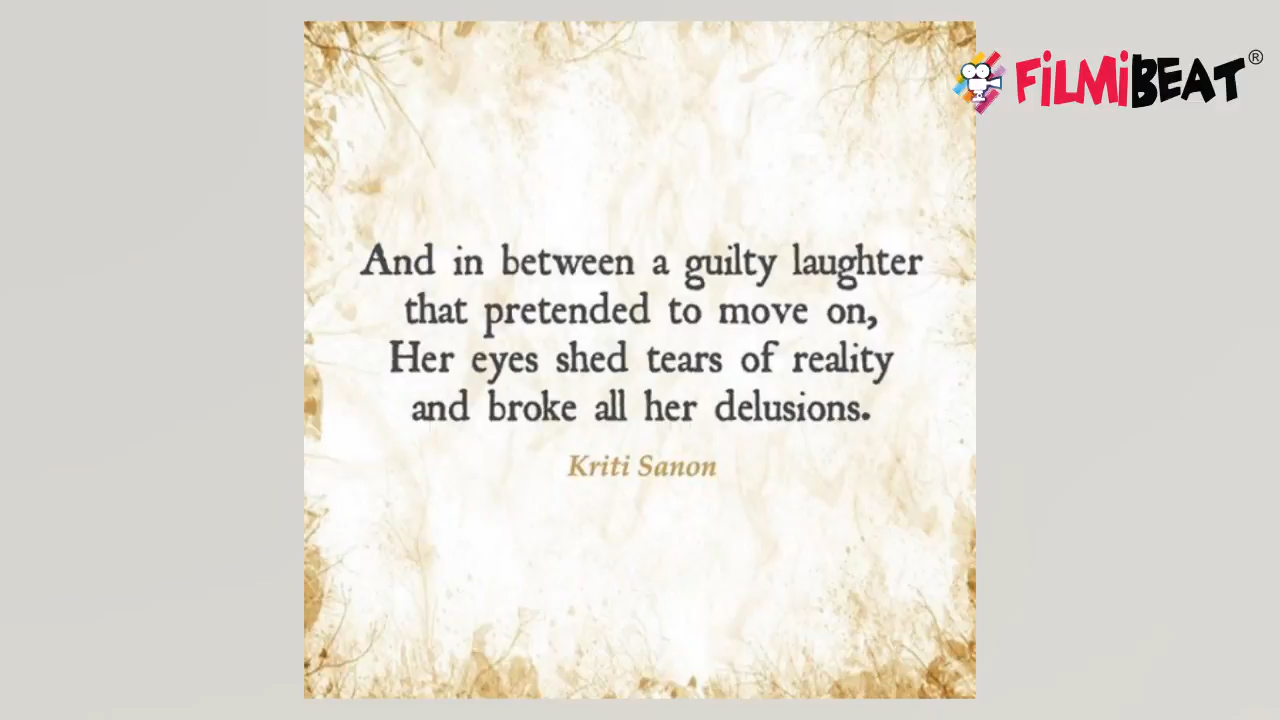 FiLMiBEAT®
And in between a guilty laughter
that pretended to move on,
Her eyes shed tears of reality
and broke all her delusions.
Kriti Sanon